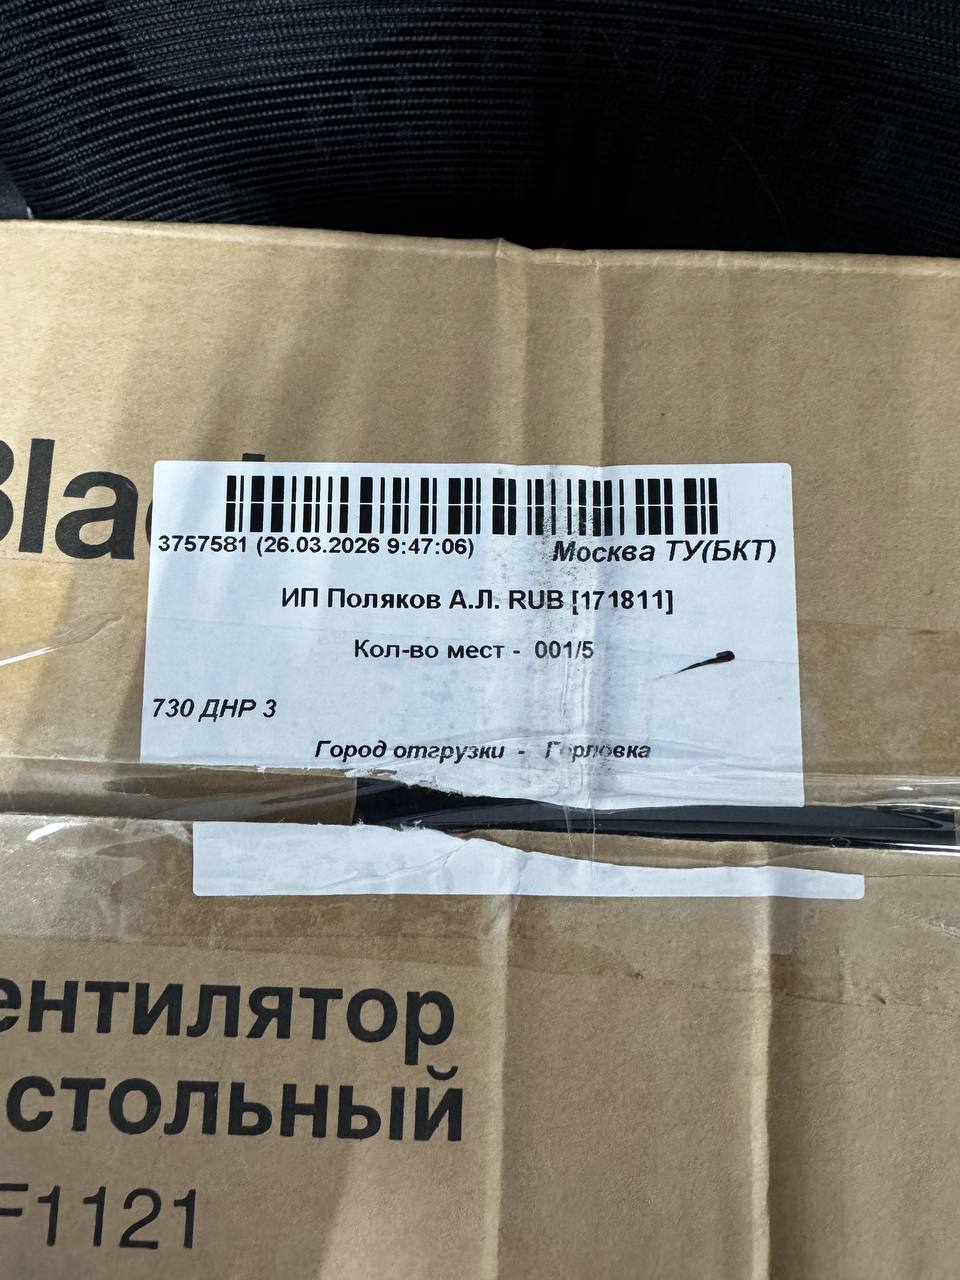 3757581 (26.03.2026 9:47:06) Москва ТУ(БКТ)
ИП Поляков А.Л. RUB [171811]
Кол-во мест - 001/5
730 ДНР 3
Город отгрузки - Горловка
ентилятор
стольный
F1121